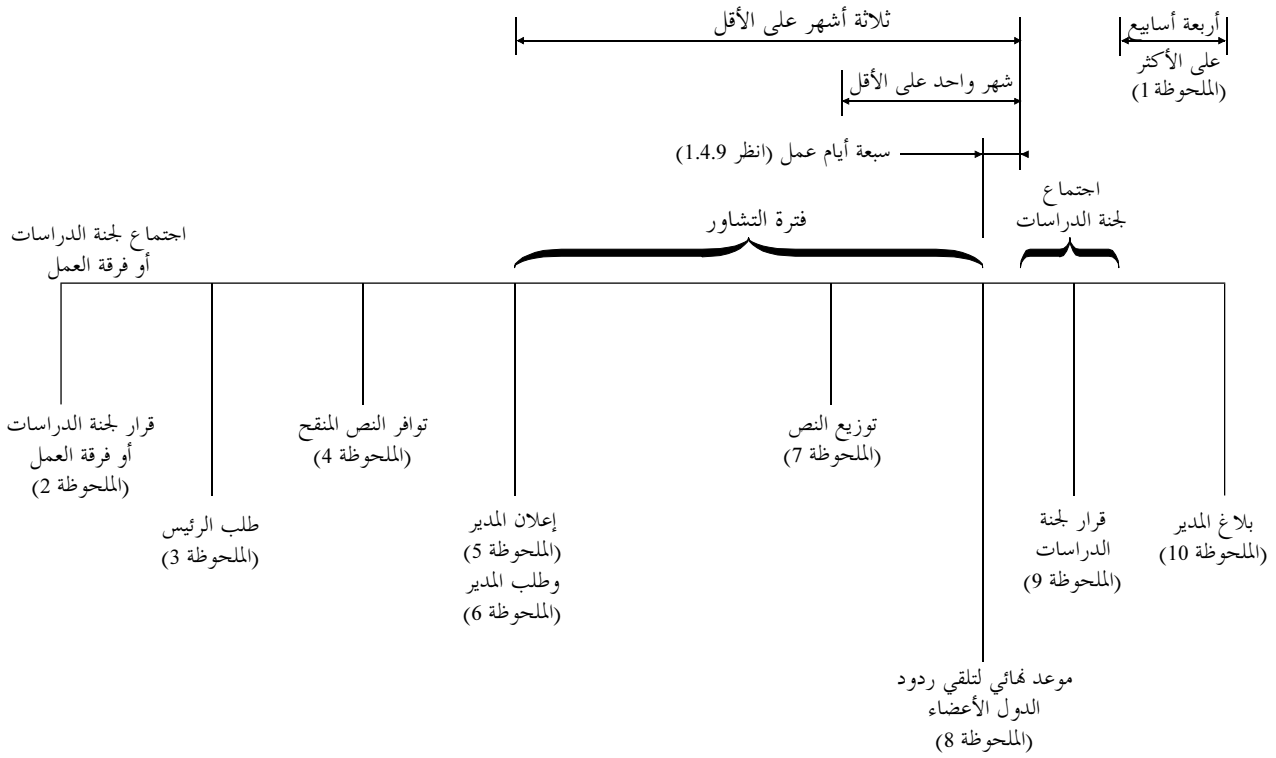 ثلاثة أشهر على الأقل
أربعة أسابيع
على الأكثر
(الملحوظة 1)
شهر واحد على الأقل
سبعة أيام عمل (انظر 1.4.9)
اجتماع
لجنة الدراسات
فترة التشاور
اجتماع لجنة الدراسات
أو فرقة العمل
قرار لجنة الدراسات
أو فرقة العمل
(الملحوظة 2)
طلب الرئيس
(الملحوظة 3)
توافر النص المنقح
(الملحوظة 4)
إعلان المدير
(الملحوظة 5)
وطلب المدير
(الملحوظة 6)
توزيع النص
(الملحوظة 7)
موعد نهائي لتلقي ردود
الدول الأعضاء
(الملحوظة 8)
قرار لجنة
الدراسات
(الملحوظة 9)
بلاغ المدير
(الملحوظة 10)